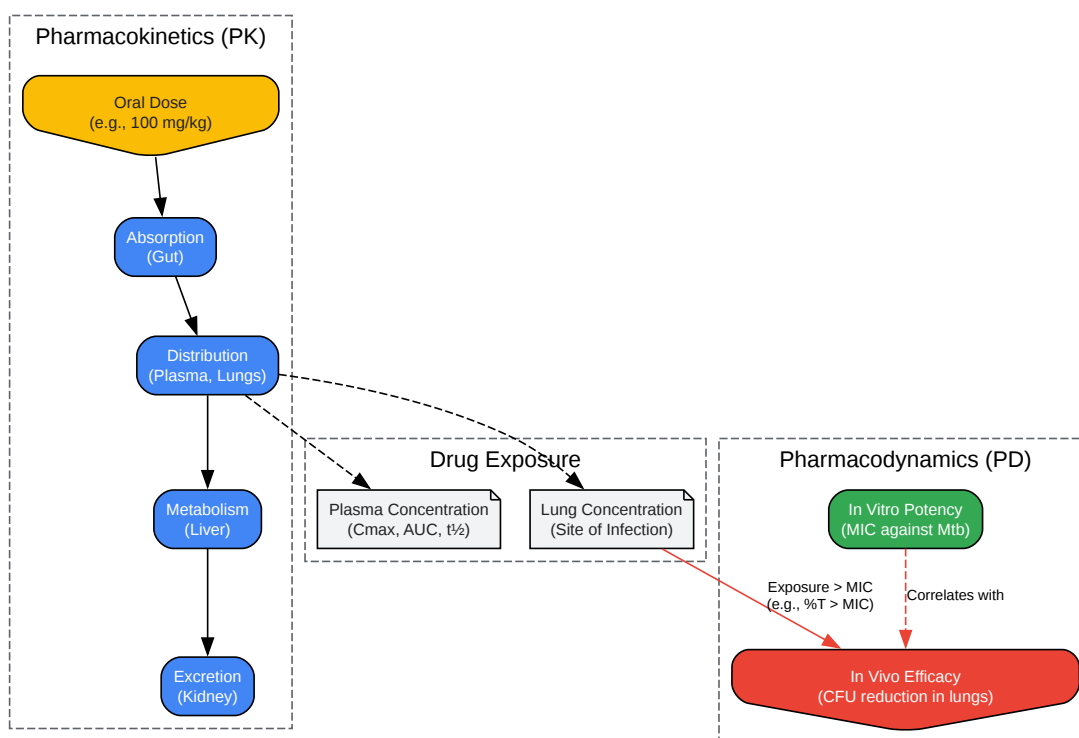 Pharmacokinetics (PK)
Oral Dose
(e.g., 100 mg/kg)
Absorption
(Gut)
Distribution
(Plasma, Lungs)
Metabolism
(Liver)
Excretion
(Kidney)
Drug Exposure
Plasma Concentration
(Cmax, AUC, t½)
Lung Concentration
(Site of Infection)
Pharmacodynamics (PD)
In Vitro Potency
(MIC against Mtb)
Exposure > MIC
(e.g., %T > MIC)
Correlates with
In Vivo Efficacy
(CFU reduction in lungs)